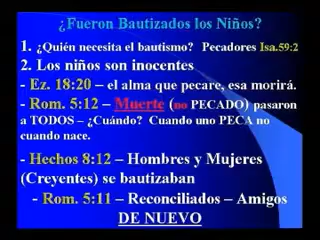 ¿Fueron Bautizados los Niños?
1. ¿Quién necesita el bautismo? Pecadores Isa.59:2
2. Los niños son inocentes
- Ez. 18:20 – el alma que pecare, esa morirá.
- Rom. 5:12 – Muerte (no PECADO) pasaron
a TODOS – ¿Cuándo? Cuando uno PECA no
cuando nace.
- Hechos 8:12 – Hombres y Mujeres
(Creyentes) se bautizaban
- Rom. 5:11 – Reconciliados – Amigos
DE NUEVO